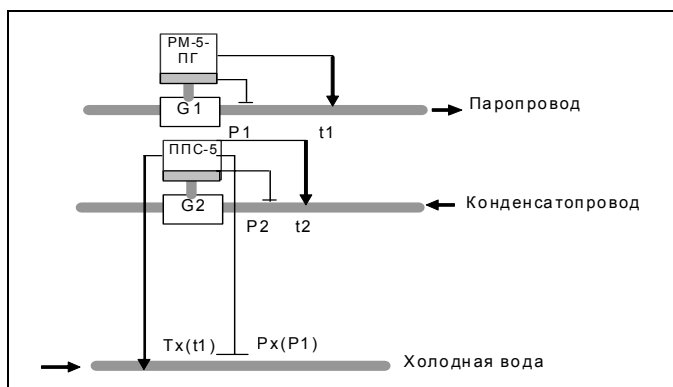 РМ-5-
ПГ
G1
Паропровод
P1
t1
ППС-5
G2
Конденсатопровод
P2
t2
Tx(t1)
Px(P1)
Холодная вода